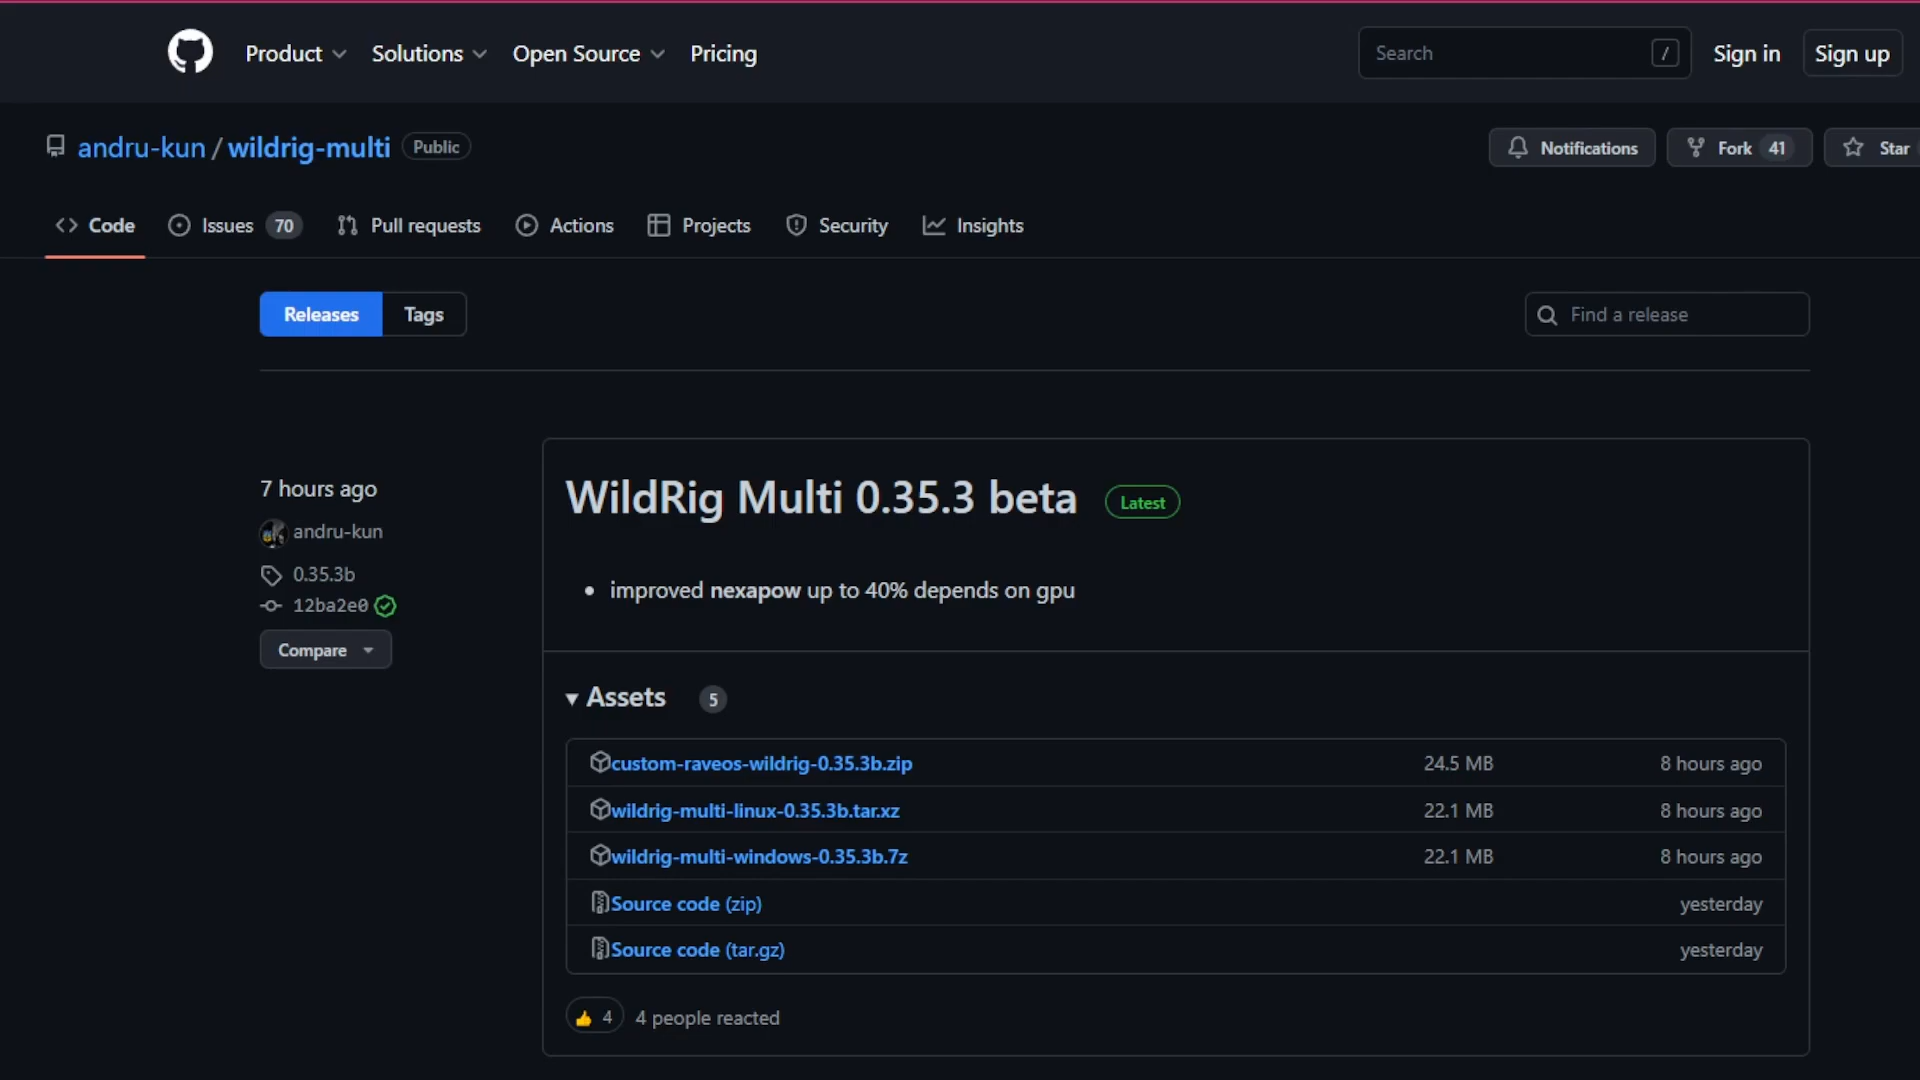 Product Solutions Open Source Pricing Search / Sign in Sign up
andru-kun / wildrig-multi Public Notifications Fork 41 Star
Code Issues 70 Pull requests Actions Projects Security Insights
Releases Tags Find a release
7 hours ago
andru-kun
0.35.3b
12ba2e0
Compare
WildRig Multi 0.35.3 beta Latest
• improved nexapow up to 40% depends on gpu
Assets 5
custom-raveos-wildrig-0.35.3b.zip 24.5 MB 8 hours ago
wildrig-multi-linux-0.35.3b.tar.xz 22.1 MB 8 hours ago
wildrig-multi-windows-0.35.3b.7z 22.1 MB 8 hours ago
Source code (zip) yesterday
Source code (tar.gz) yesterday
👍 4 4 people reacted